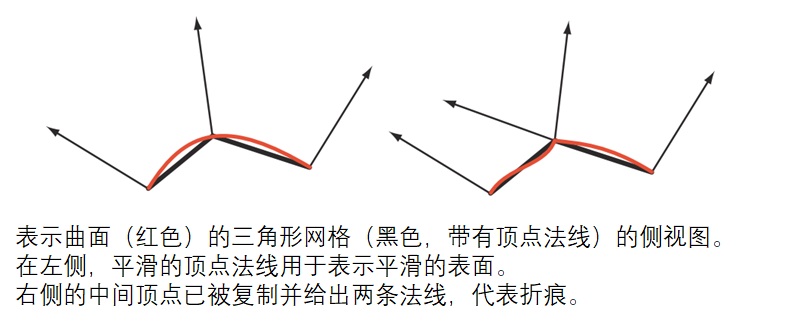 表示曲面（红色）的三角形网格（黑色，带有顶点法线）的侧视图。
在左侧，平滑的顶点法线用于表示平滑的表面。
右侧的中间顶点已被复制并给出两条法线，代表折痕。